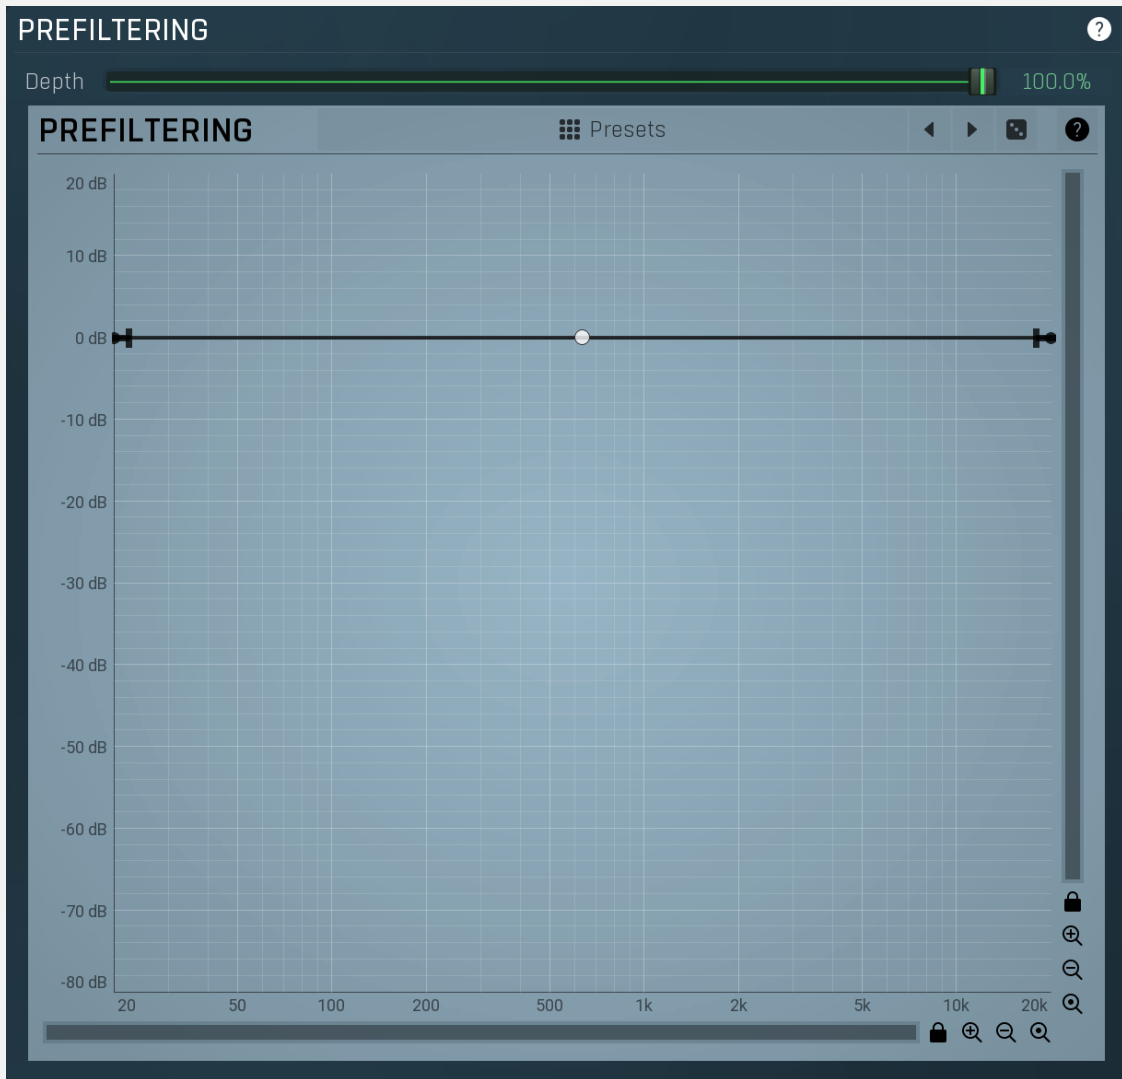 PREFILTERING ?
Depth 100.0%
PREFILTERING Presets ?
20 dB
10 dB
0 dB
-10 dB
-20 dB
-30 dB
-40 dB
-50 dB
-60 dB
-70 dB
-80 dB
20 50 100 200 500 1k 2k 5k 10k 20k